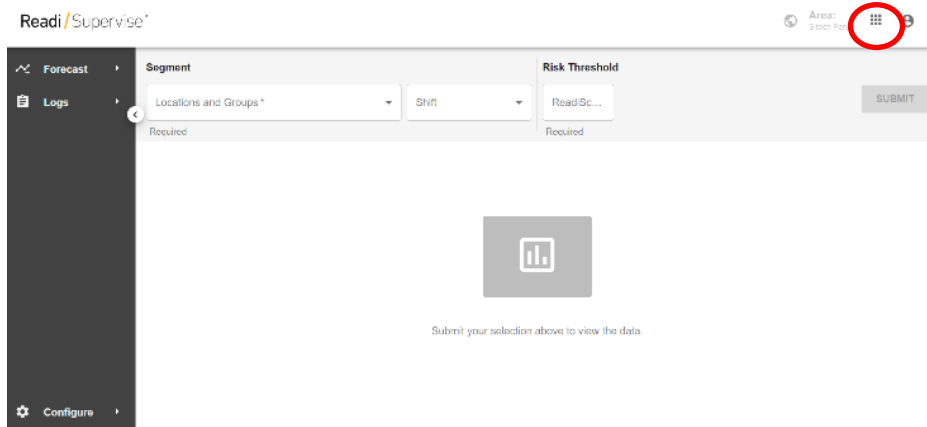 Readi/Supervise
Area:
Forecast
Logs
Segment
Risk Threshold
Locations and Groups *
Shift
ReadiSc...
SUBMIT
Required
Required
Submit your selection above to view the data.
Configure